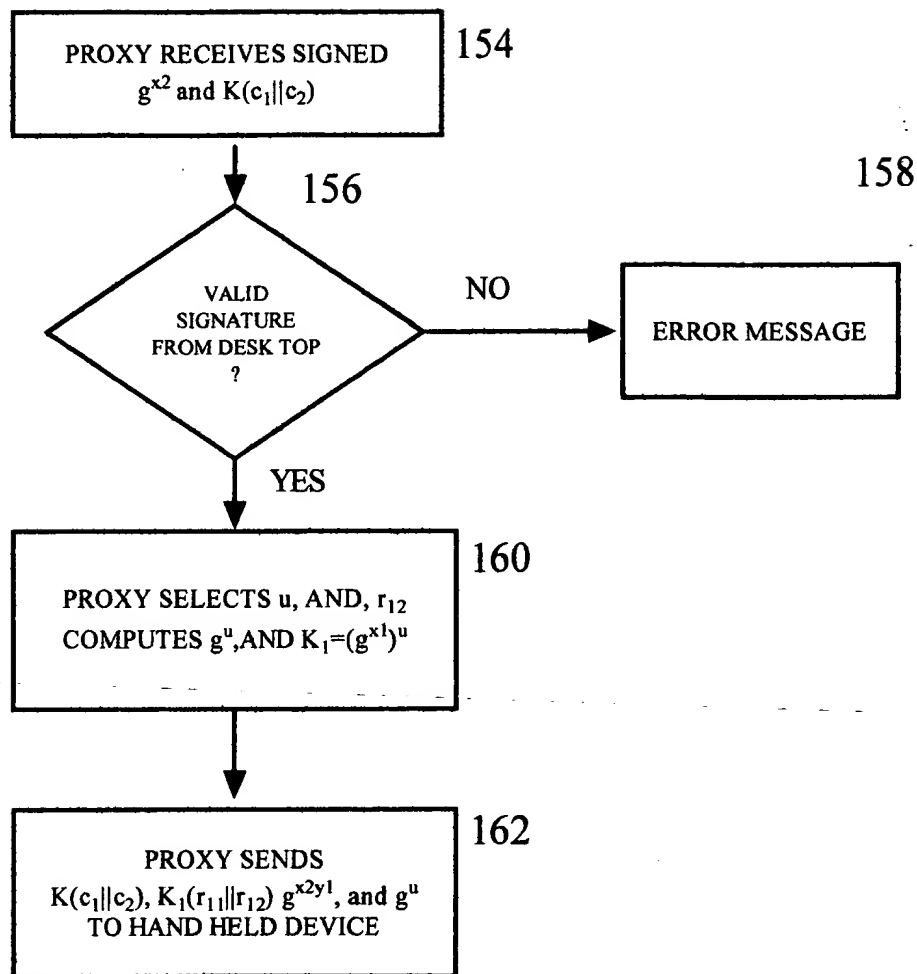 PROXY RECEIVES SIGNED
g^x2 and K(c₁||c₂)
154
156
158
VALID
SIGNATURE
FROM DESK TOP
?
NO
ERROR MESSAGE
YES
160
PROXY SELECTS u, AND, r₁₂
COMPUTES g^u,AND K₁=(g^x1)^u
162
PROXY SENDS
K(c₁||c₂), K₁(r₁₁||r₁₂) g^x2y1, and g^u
TO HAND HELD DEVICE